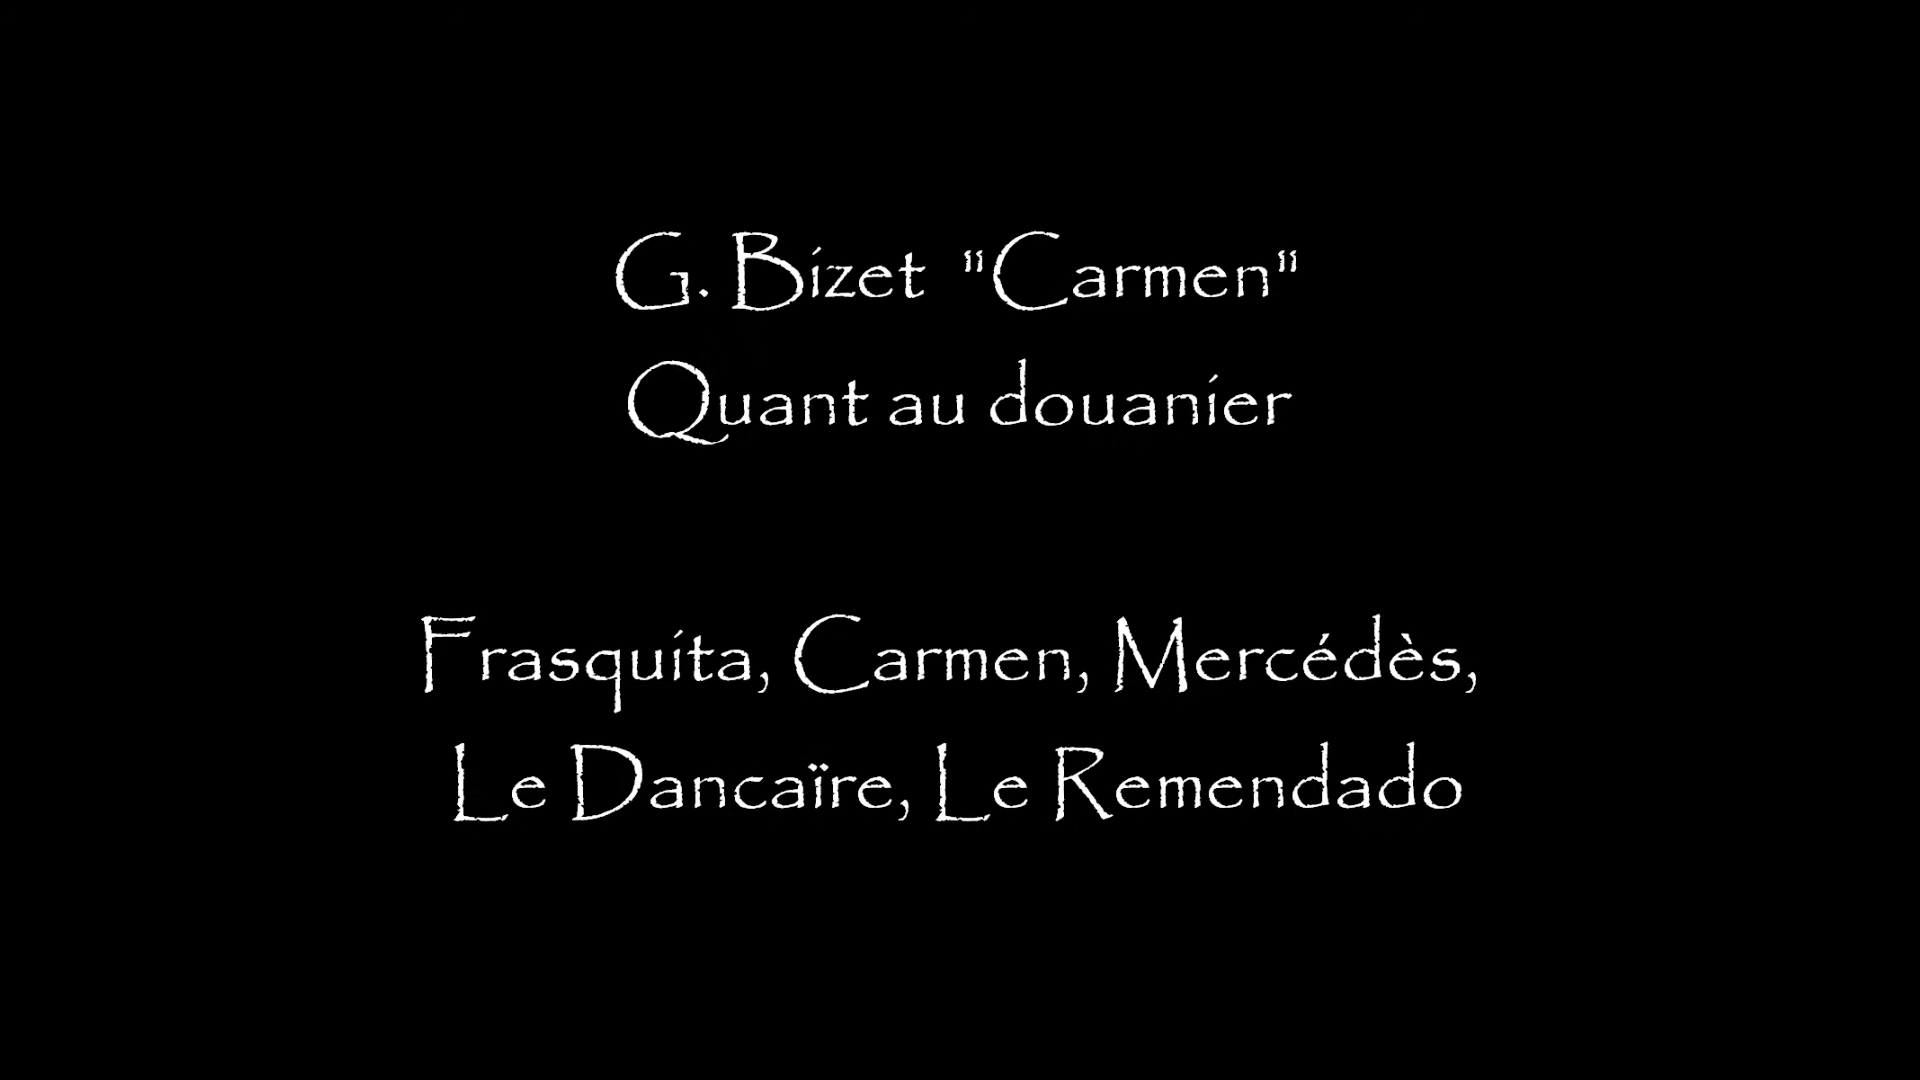 G. Bizet "Carmen"
Quant au douanier
Frasquita, Carmen, Mercédès,
Le Dancaïre, Le Remendado